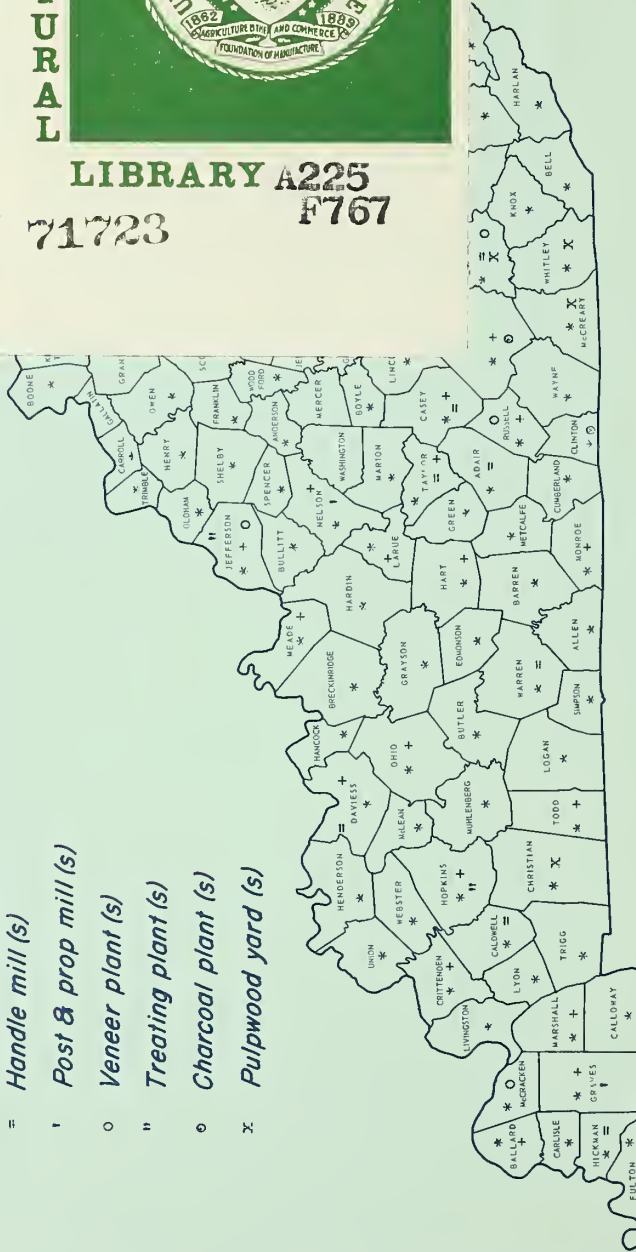 U
R
A
L
1862
1889
AGRICULTURE IS THE
AND COMMERCE
FOUNDATION OF MANUFACTURE
LIBRARY A225
F767
71723
= Handle mill(s)
ı Post & prop mill(s)
o Veneer plant(s)
" Treating plant(s)
Charcoal plant(s)
x Pulpwood yard(s)
BOONE *
GALLATIN
OWEN *
CARROLL +
TRIMBLE *
HENRY *
FRANKLIN *
WOODFORD
OLDHAM *
SHELBY *
ANDERSON *
JEFFERSON " * + o
SPENCER *
MERCER
BULLITT *
NELSON * + ı
WASHINGTON
BOYLE *
MARION *
CASEY * + =
HARLAN *
BELL *
KNOX *
WHITLEY * x
McCREARY * x
WAYNE *
RUSSELL o * +
CLINTON
TAYLOR * = +
ADAIR * =
CUMBERLAND *
MEADE * +
HARDIN *
LARUE * +
GREEN *
METCALFE *
MONROE * +
BRECKINRIDGE *
GRAYSON *
HART * +
EDMONSON *
BARREN *
ALLEN *
HANCOCK *
OHIO * +
BUTLER *
WARREN * =
SIMPSON *
DAVIESS = * +
McLEAN *
MUHLENBERG *
LOGAN *
TODD * +
HENDERSON *
WEBSTER *
HOPKINS * + "
CHRISTIAN * x
UNION *
CRITTENDEN * +
CALDWELL * =
LYON *
TRIGG *
LIVINGSTON *
MARSHALL * +
CALLOWAY *
McCRACKEN * o
GRAVES * + ı
BALLARD * +
CARLISLE *
HICKMAN * =
FULTON *